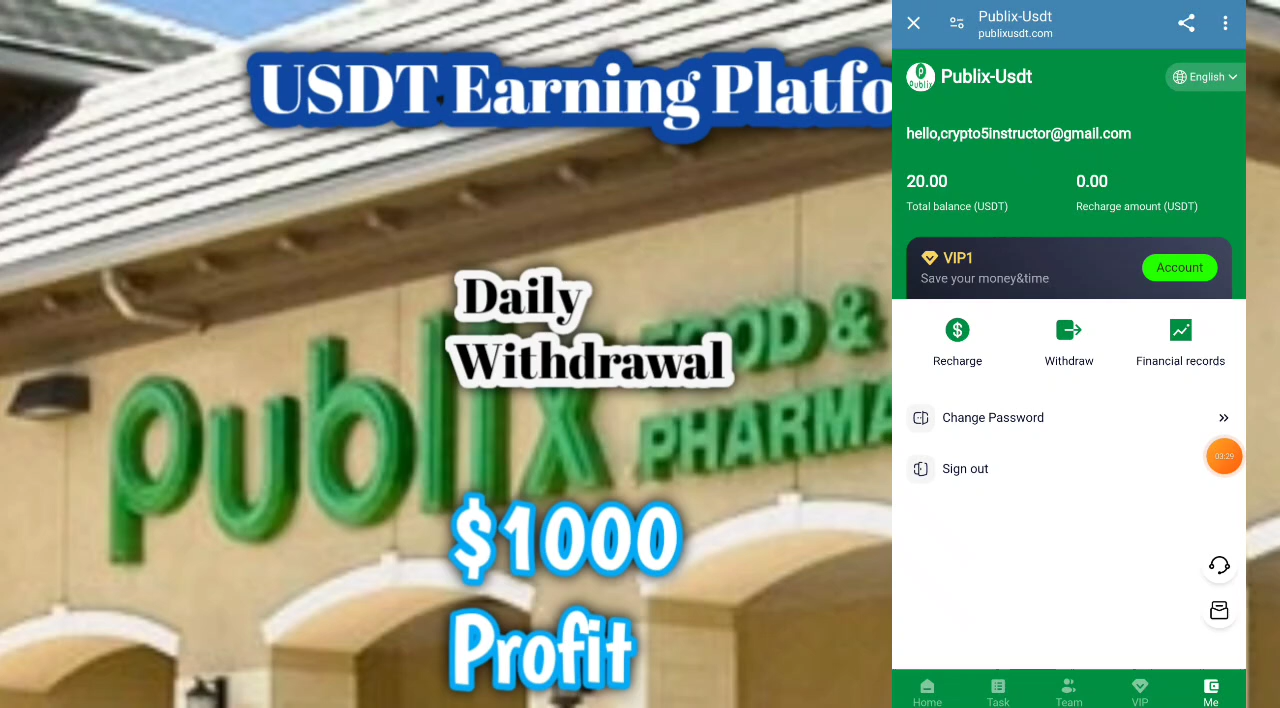 USDT Earning Platfo
Daily
Withdrawal
publix FOOD &
PHARMA
$1000
Profit
Publix-Usdt
publixusdt.com
Publix
Publix-Usdt
English
hello,crypto5instructor@gmail.com
20.00
0.00
Total balance (USDT)
Recharge amount (USDT)
VIP1
Save your money&time
Account
Recharge
Withdraw
Financial records
Change Password
Sign out
03:29
Home
Task
Team
VIP
Me